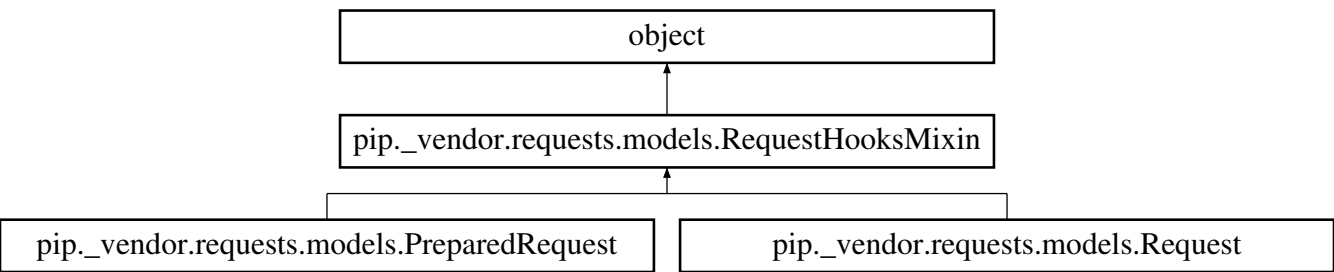 object
pip._vendor.requests.models.RequestHooksMixin
pip._vendor.requests.models.PreparedRequest
pip._vendor.requests.models.Request